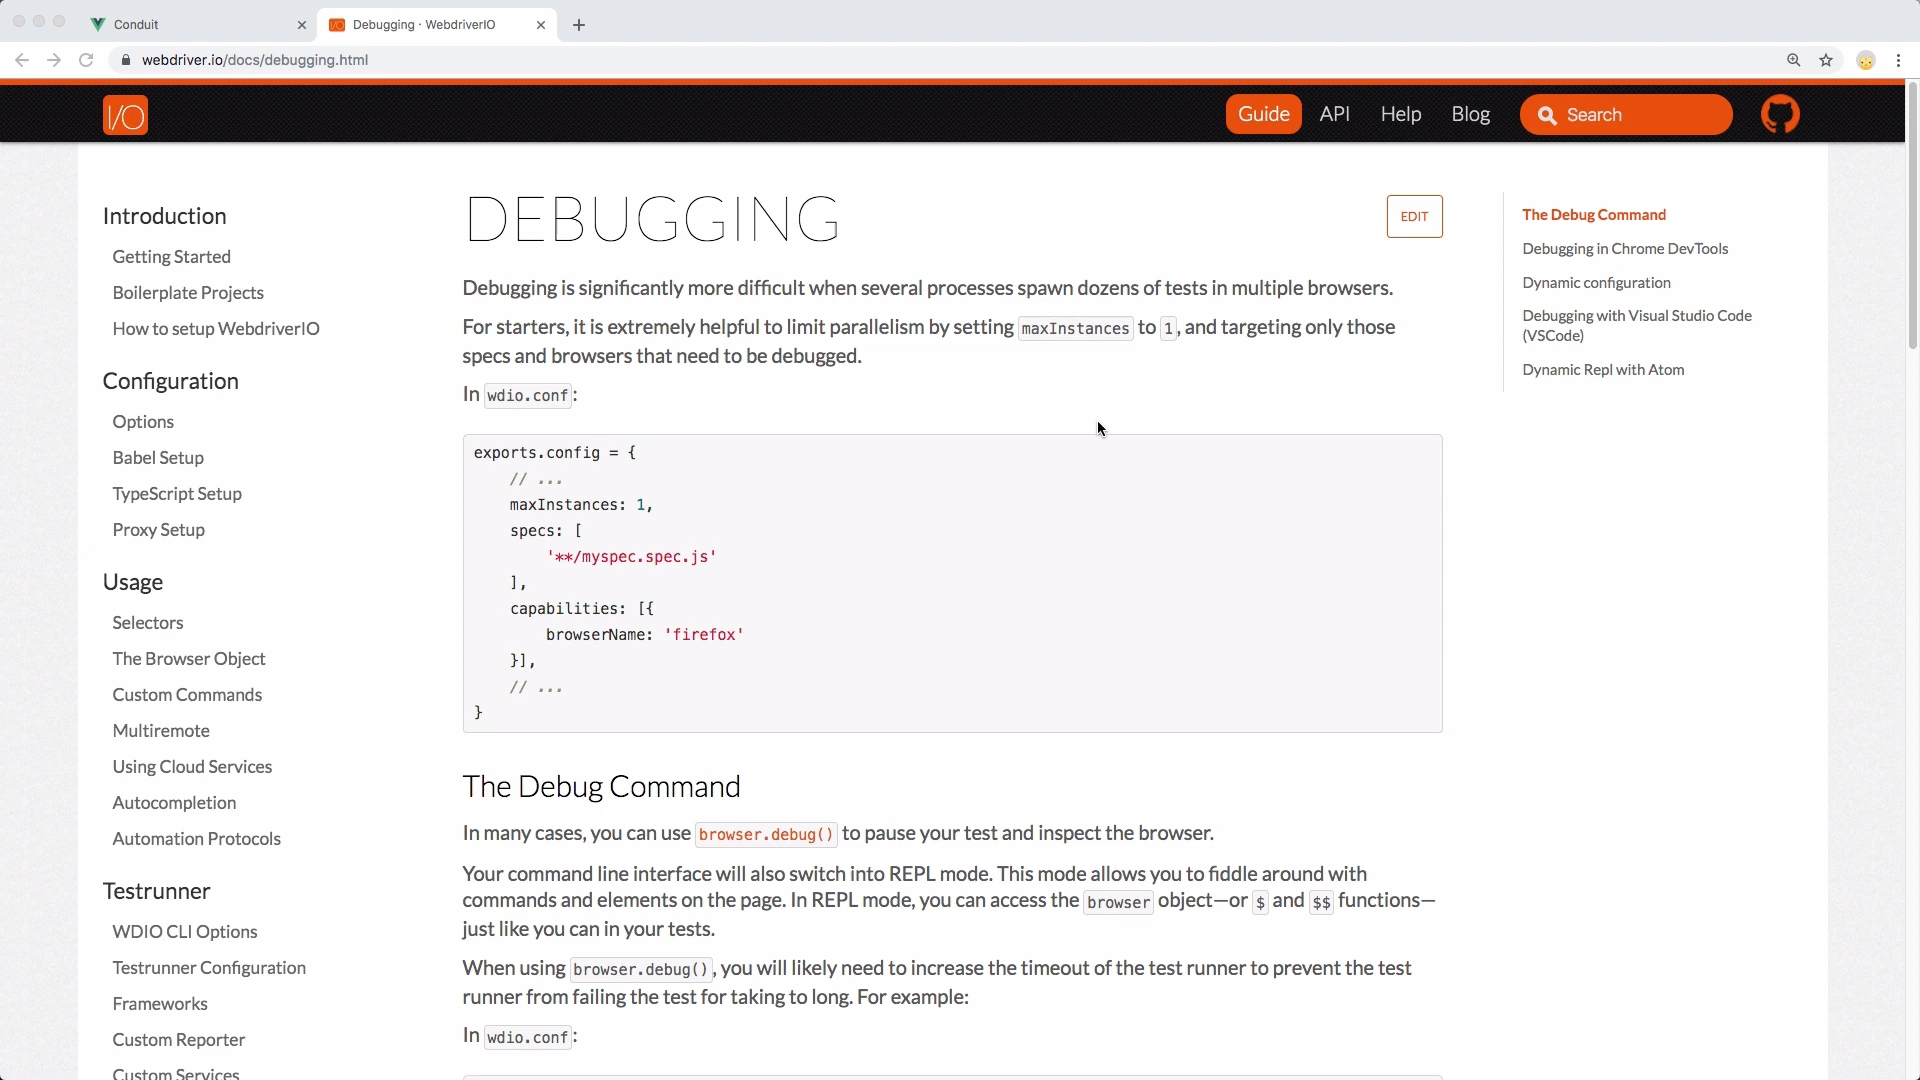 Conduit
Debugging · WebdriverIO
webdriver.io/docs/debugging.html
I/O
Guide
API
Help
Blog
Search
Introduction
Getting Started
Boilerplate Projects
How to setup WebdriverIO
Configuration
Options
Babel Setup
TypeScript Setup
Proxy Setup
Usage
Selectors
The Browser Object
Custom Commands
Multiremote
Using Cloud Services
Autocompletion
Automation Protocols
Testrunner
WDIO CLI Options
Testrunner Configuration
Frameworks
Custom Reporter
Custom Services
DEBUGGING
EDIT
Debugging is significantly more difficult when several processes spawn dozens of tests in multiple browsers.
For starters, it is extremely helpful to limit parallelism by setting maxInstances to 1, and targeting only those
specs and browsers that need to be debugged.
In wdio.conf:
exports.config = {
// ...
maxInstances: 1,
specs: [
'**/myspec.spec.js'
],
capabilities: [{
browserName: 'firefox'
}],
// ...
}
The Debug Command
In many cases, you can use browser.debug() to pause your test and inspect the browser.
Your command line interface will also switch into REPL mode. This mode allows you to fiddle around with
commands and elements on the page. In REPL mode, you can access the browser object—or $ and $$ functions—
just like you can in your tests.
When using browser.debug(), you will likely need to increase the timeout of the test runner to prevent the test
runner from failing the test for taking to long. For example:
In wdio.conf:
The Debug Command
Debugging in Chrome DevTools
Dynamic configuration
Debugging with Visual Studio Code
(VSCode)
Dynamic Repl with Atom